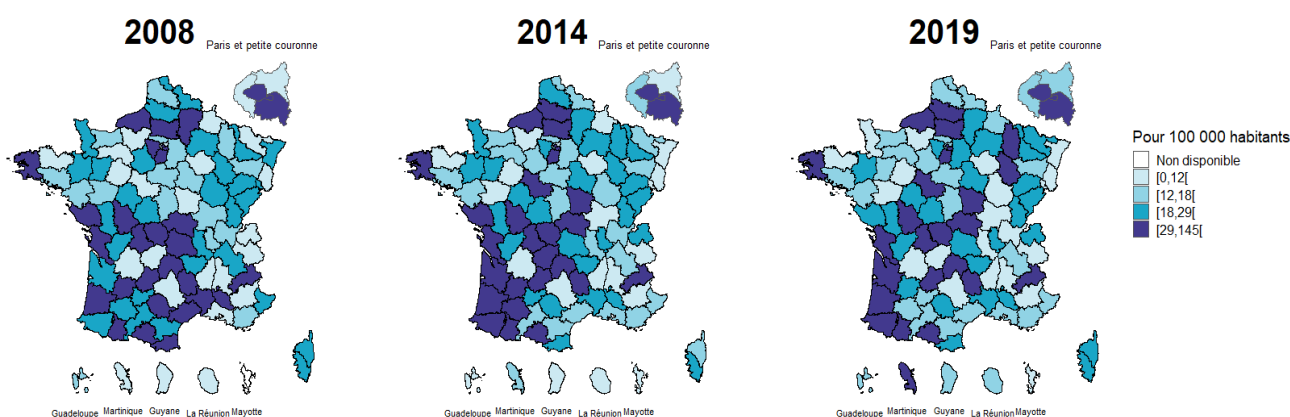 2008 Paris et petite couronne
2014 Paris et petite couronne
2019 Paris et petite couronne
Pour 100 000 habitants
Non disponible
[0,12[
[12,18[
[18,29[
[29,145[
Guadeloupe Martinique Guyane La Réunion Mayotte
Guadeloupe Martinique Guyane La Réunion Mayotte
Guadeloupe Martinique Guyane La Réunion Mayotte